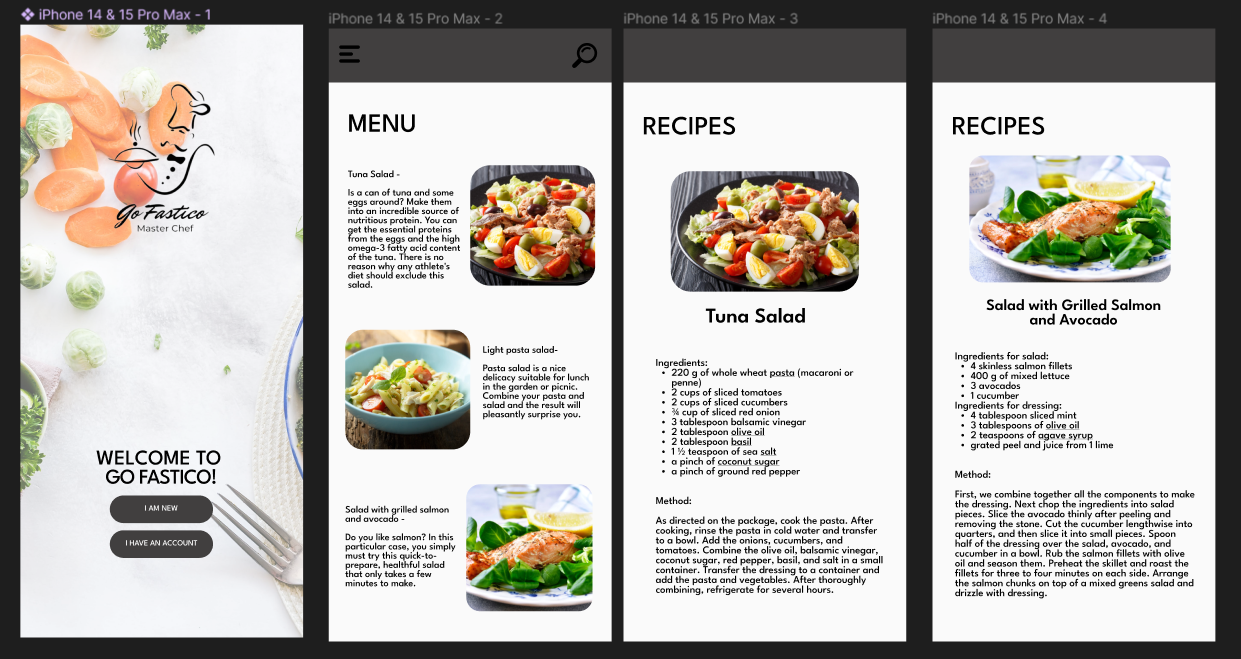 iPhone 14 & 15 Pro Max - 1
Go Fastico
Master Chef
WELCOME TO
GO FASTICO!
I AM NEW
I HAVE AN ACCOUNT
iPhone 14 & 15 Pro Max - 2
MENU
Tuna Salad -
Is a can of tuna and some
eggs around? Make them
into an incredible source of
nutritious protein. You can
get the essential proteins
from the eggs and the high
omega-3 fatty acid content
of the tuna. There is no
reason why any athlete's
diet should exclude this
salad.
Light pasta salad-
Pasta salad is a nice
delicacy suitable for lunch
in the garden or picnic.
Combine your pasta and
salad and the result will
pleasantly surprise you.
Salad with grilled salmon
and avocado -
Do you like salmon? In this
particular case, you simply
must try this quick-to-
prepare, healthful salad
that only takes a few
minutes to make.
iPhone 14 & 15 Pro Max - 3
RECIPES
Tuna Salad
Ingredients:
• 220 g of whole wheat pasta (macaroni or
penne)
• 2 cups of sliced tomatoes
• 2 cups of sliced cucumbers
• ¾ cup of sliced red onion
• 3 tablespoon balsamic vinegar
• 2 tablespoon olive oil
• 2 tablespoon basil
• 1 ½ teaspoon of sea salt
• a pinch of coconut sugar
• a pinch of ground red pepper
Method:
As directed on the package, cook the pasta. After
cooking, rinse the pasta in cold water and transfer
to a bowl. Add the onions, cucumbers, and
tomatoes. Combine the olive oil, balsamic vinegar,
coconut sugar, red pepper, basil, and salt in a small
container. Transfer the dressing to a container and
add the pasta and vegetables. After thoroughly
combining, refrigerate for several hours.
iPhone 14 & 15 Pro Max - 4
RECIPES
Salad with Grilled Salmon
and Avocado
Ingredients for salad:
• 4 skinless salmon fillets
• 400 g of mixed lettuce
• 3 avocados
• 1 cucumber
Ingredients for dressing:
• 4 tablespoon sliced mint
• 3 tablespoons of olive oil
• 2 teaspoons of agave syrup
• grated peel and juice from 1 lime
Method:
First, we combine together all the components to make
the dressing. Next chop the ingredients into salad
pieces. Slice the avocado thinly after peeling and
removing the stone. Cut the cucumber lengthwise into
quarters, and then slice it into small pieces. Spoon
half of the dressing over the salad, avocado, and
cucumber in a bowl. Rub the salmon fillets with olive
oil and season them. Preheat the skillet and roast the
fillets for three to four minutes on each side. Arrange
the salmon chunks on top of a mixed greens salad and
drizzle with dressing.